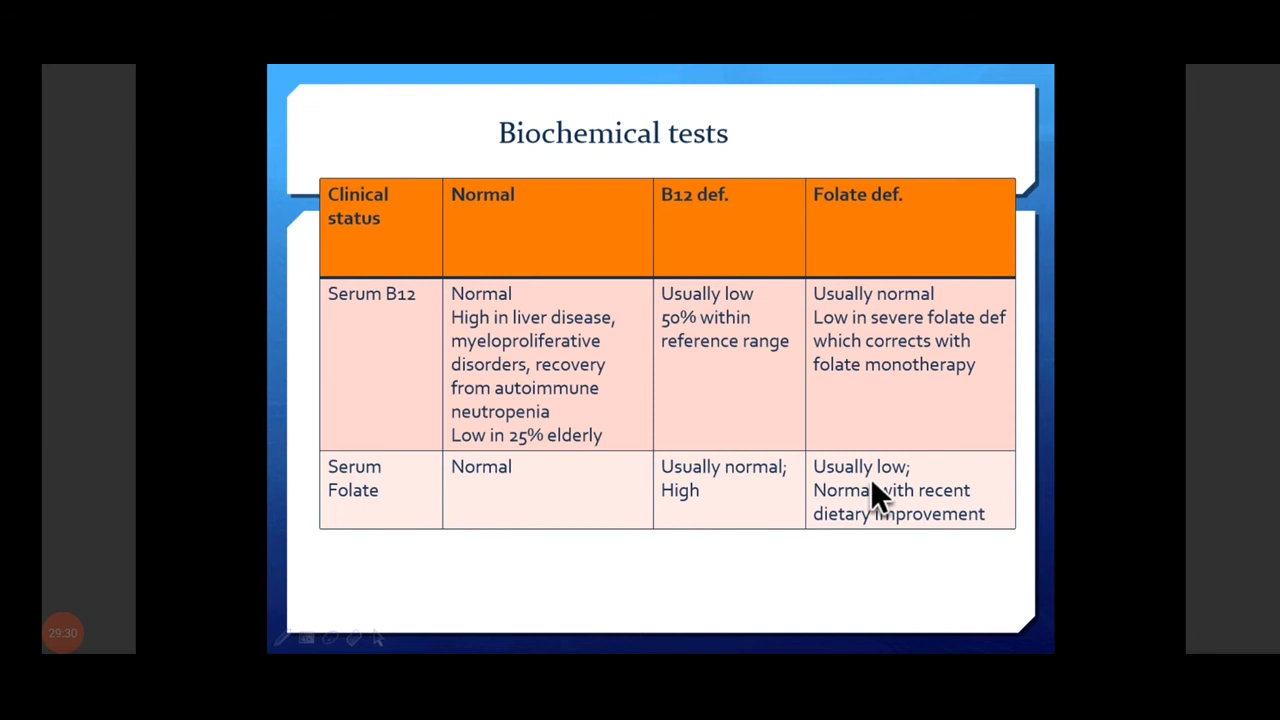 Biochemical tests
Clinical status
Normal
B12 def.
Folate def.
Serum B12
Normal
High in liver disease,
myeloproliferative
disorders, recovery
from autoimmune
neutropenia
Low in 25% elderly
Usually low
50% within
reference range
Usually normal
Low in severe folate def
which corrects with
folate monotherapy
Serum
Folate
Normal
Usually normal;
High
Usually low;
Normal with recent
dietary improvement
29:30